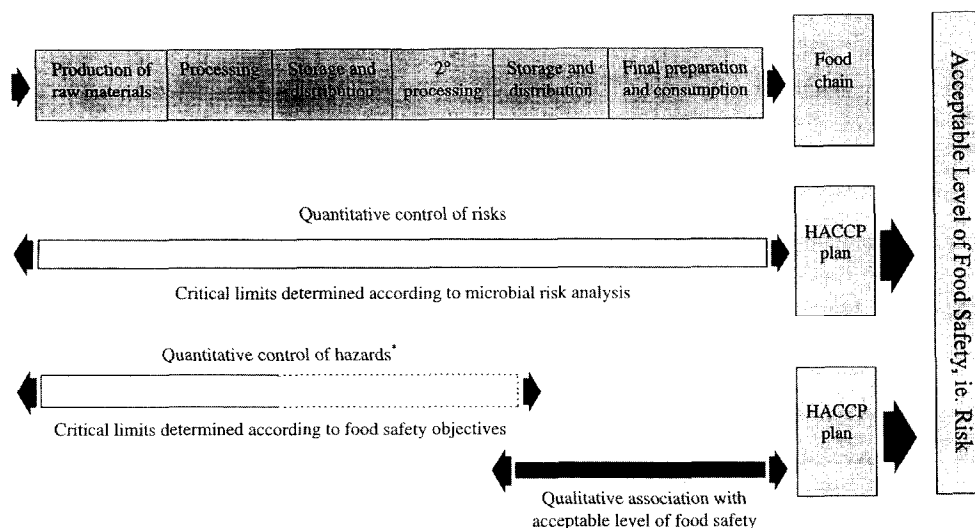 Production of raw materials
Processing
Storage and distribution
2° processing
Storage and distribution
Final preparation and consumption
Food chain
Quantitative control of risks
HACCP plan
Critical limits determined according to microbial risk analysis
Quantitative control of hazards*
Critical limits determined according to food safety objectives
HACCP plan
Qualitative association with
acceptable level of food safety
Acceptable Level of Food Safety, ie. Risk